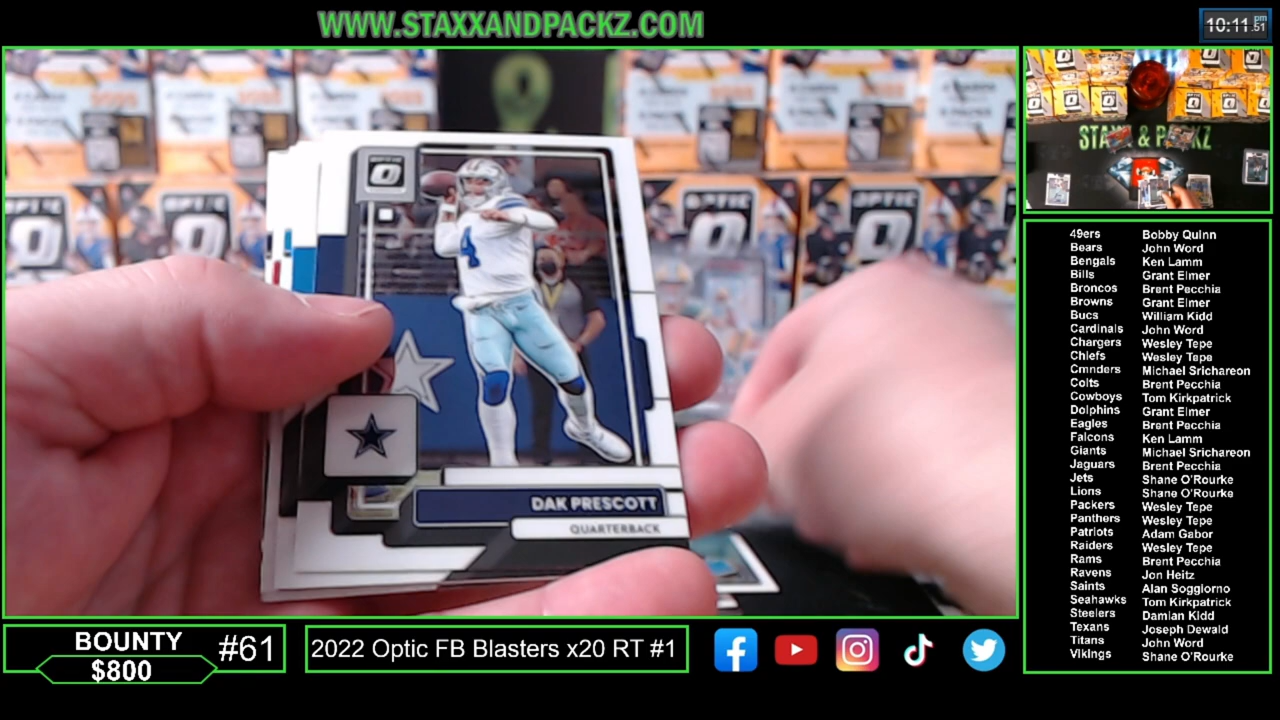 WWW.STAXXANDPACKZ.COM
10:11 pm .51
OPTIC
DAK PRESCOTT
QUARTERBACK
4
STAXX & PACKZ
49ers Bobby Quinn
Bears John Word
Bengals Ken Lamm
Bills Grant Elmer
Broncos Brent Pecchia
Browns Grant Elmer
Bucs William Kidd
Cardinals John Word
Chargers Wesley Tepe
Chiefs Wesley Tepe
Cmnders Michael Srichareon
Colts Brent Pecchia
Cowboys Tom Kirkpatrick
Dolphins Grant Elmer
Eagles Brent Pecchia
Falcons Ken Lamm
Giants Michael Srichareon
Jaguars Brent Pecchia
Jets Shane O'Rourke
Lions Shane O'Rourke
Packers Wesley Tepe
Panthers Wesley Tepe
Patriots Adam Gabor
Raiders Wesley Tepe
Rams Brent Pecchia
Ravens Jon Heitz
Saints Alan Soggiorno
Seahawks Tom Kirkpatrick
Steelers Damian Kidd
Texans Joseph Dewald
Titans John Word
Vikings Shane O'Rourke
BOUNTY #61
$800
2022 Optic FB Blasters x20 RT #1